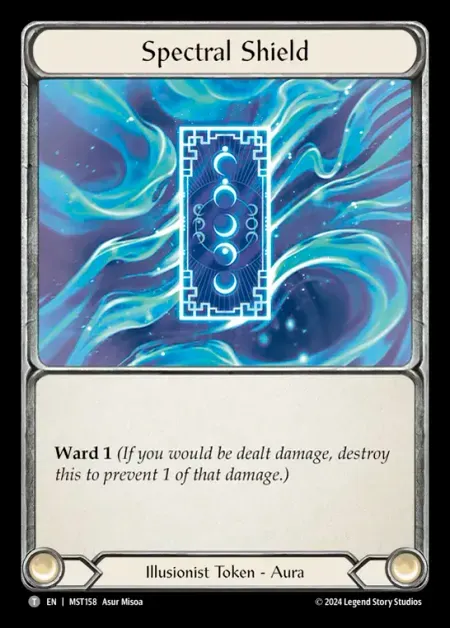 Spectral Shield
Ward 1 (If you would be dealt damage, destroy
this to prevent 1 of that damage.)
Illusionist Token - Aura
T EN | MST158 Asur Misoa © 2024 Legend Story Studios